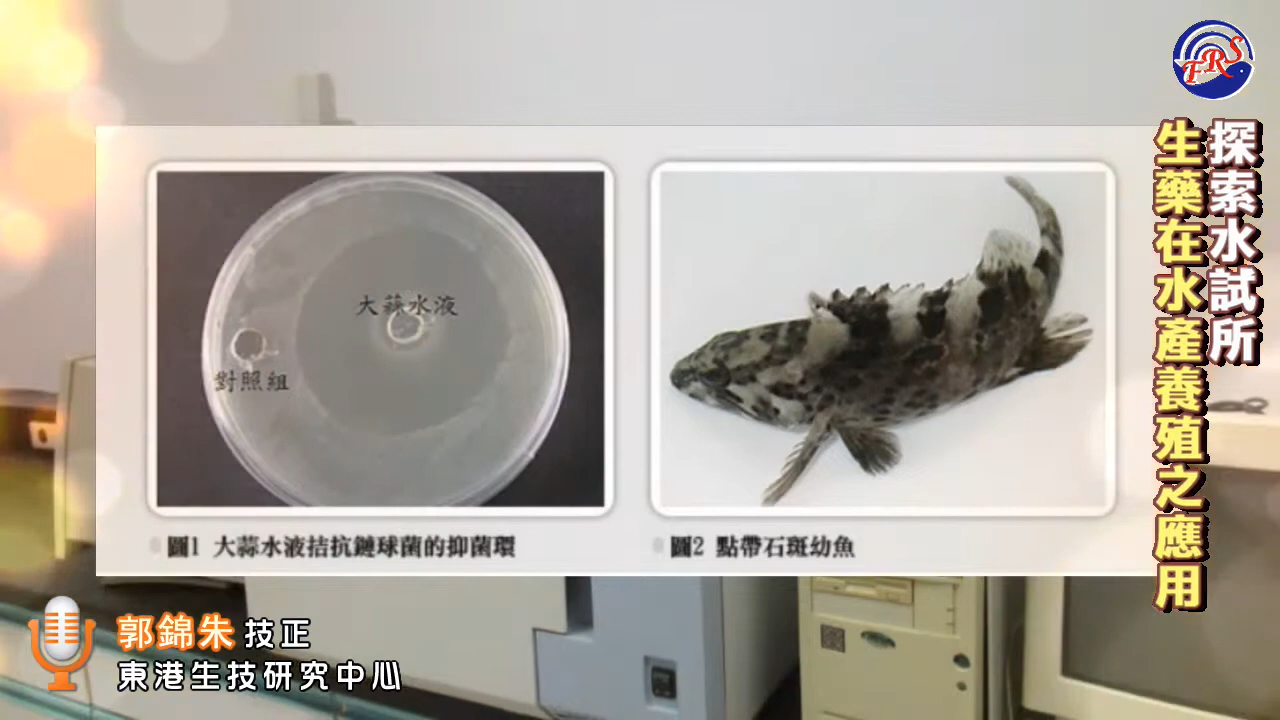 FRS
探索水試所
生藥在水產養殖之應用
大蒜水液
對照組
圖1 大蒜水液拮抗鏈球菌的抑菌環
圖2 點帶石斑幼魚
郭錦朱 技正
東港生技研究中心